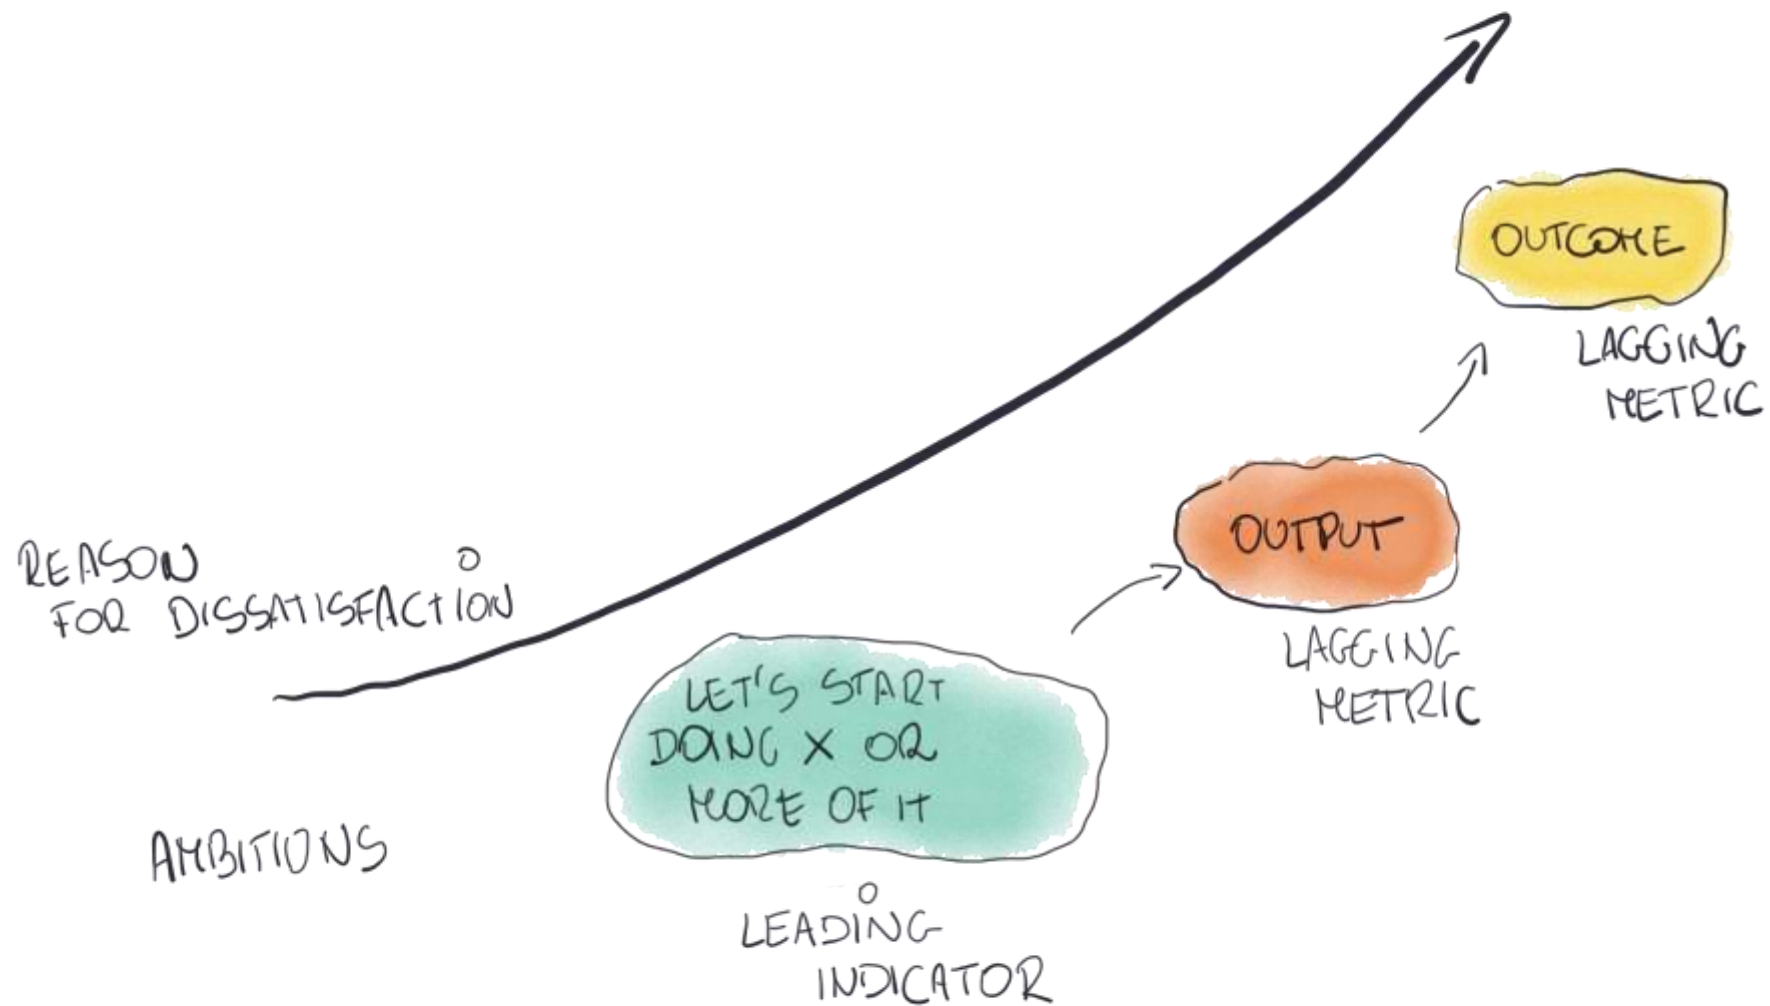 OUTCOME
LAGGING
METRIC
OUTPUT
LAGGING
METRIC
REASON
FOR DISSATISFACTION
LET'S START
DOING X OR
MORE OF IT
AMBITIONS
LEADING
INDICATOR